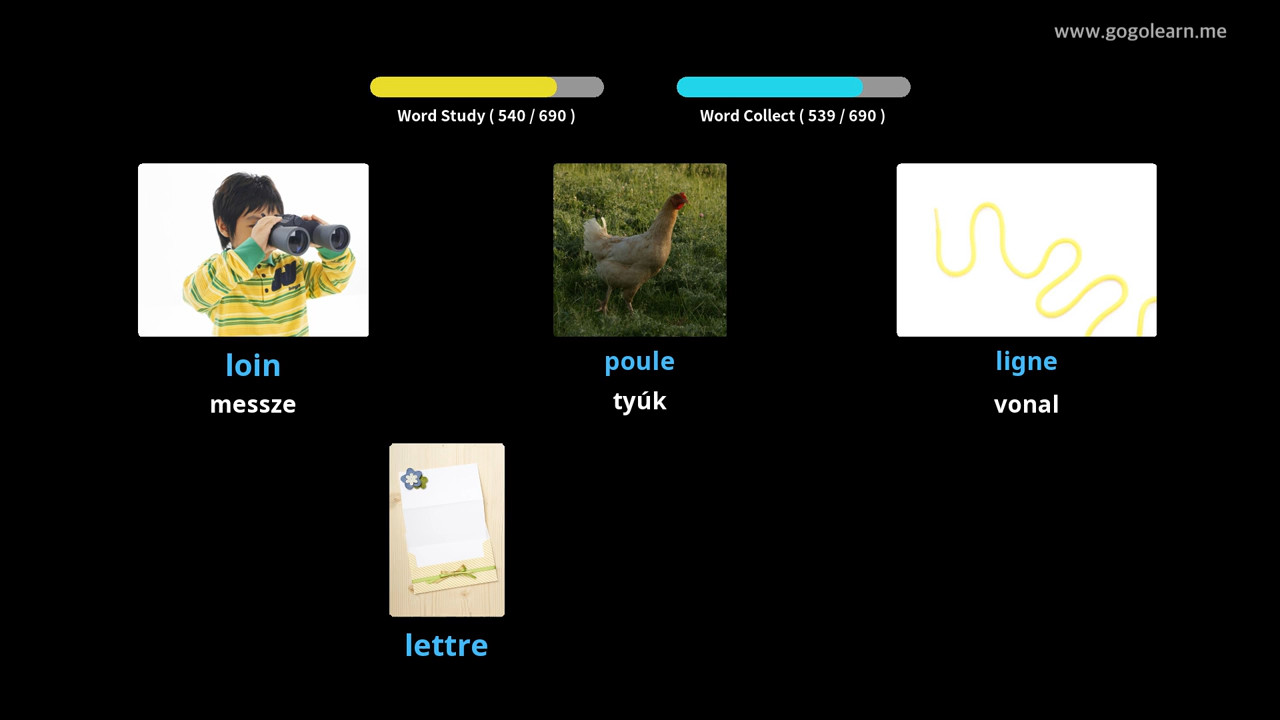 www.gogolearn.me
Word Study ( 540 / 690 )
Word Collect ( 539 / 690 )
loin
messze
poule
tyúk
ligne
vonal
lettre